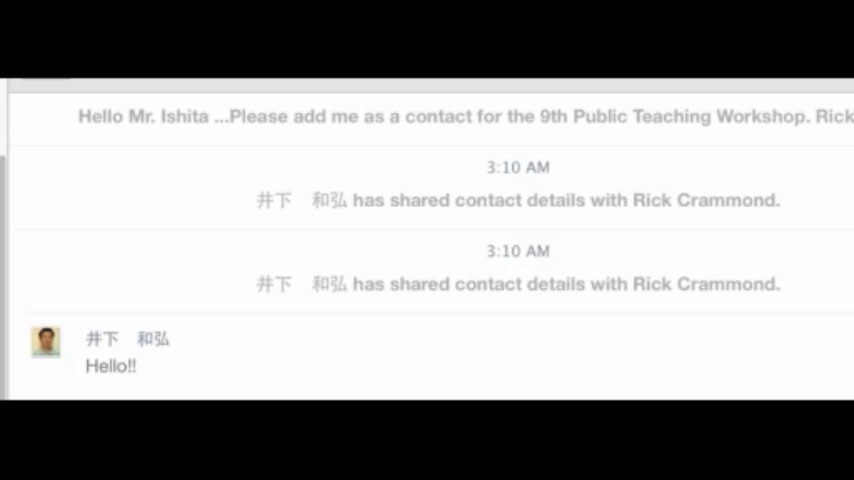 Hello Mr. Ishita ...Please add me as a contact for the 9th Public Teaching Workshop. Rick
3:10 AM
井下　和弘 has shared contact details with Rick Crammond.
3:10 AM
井下　和弘 has shared contact details with Rick Crammond.
井下　和弘
Hello!!